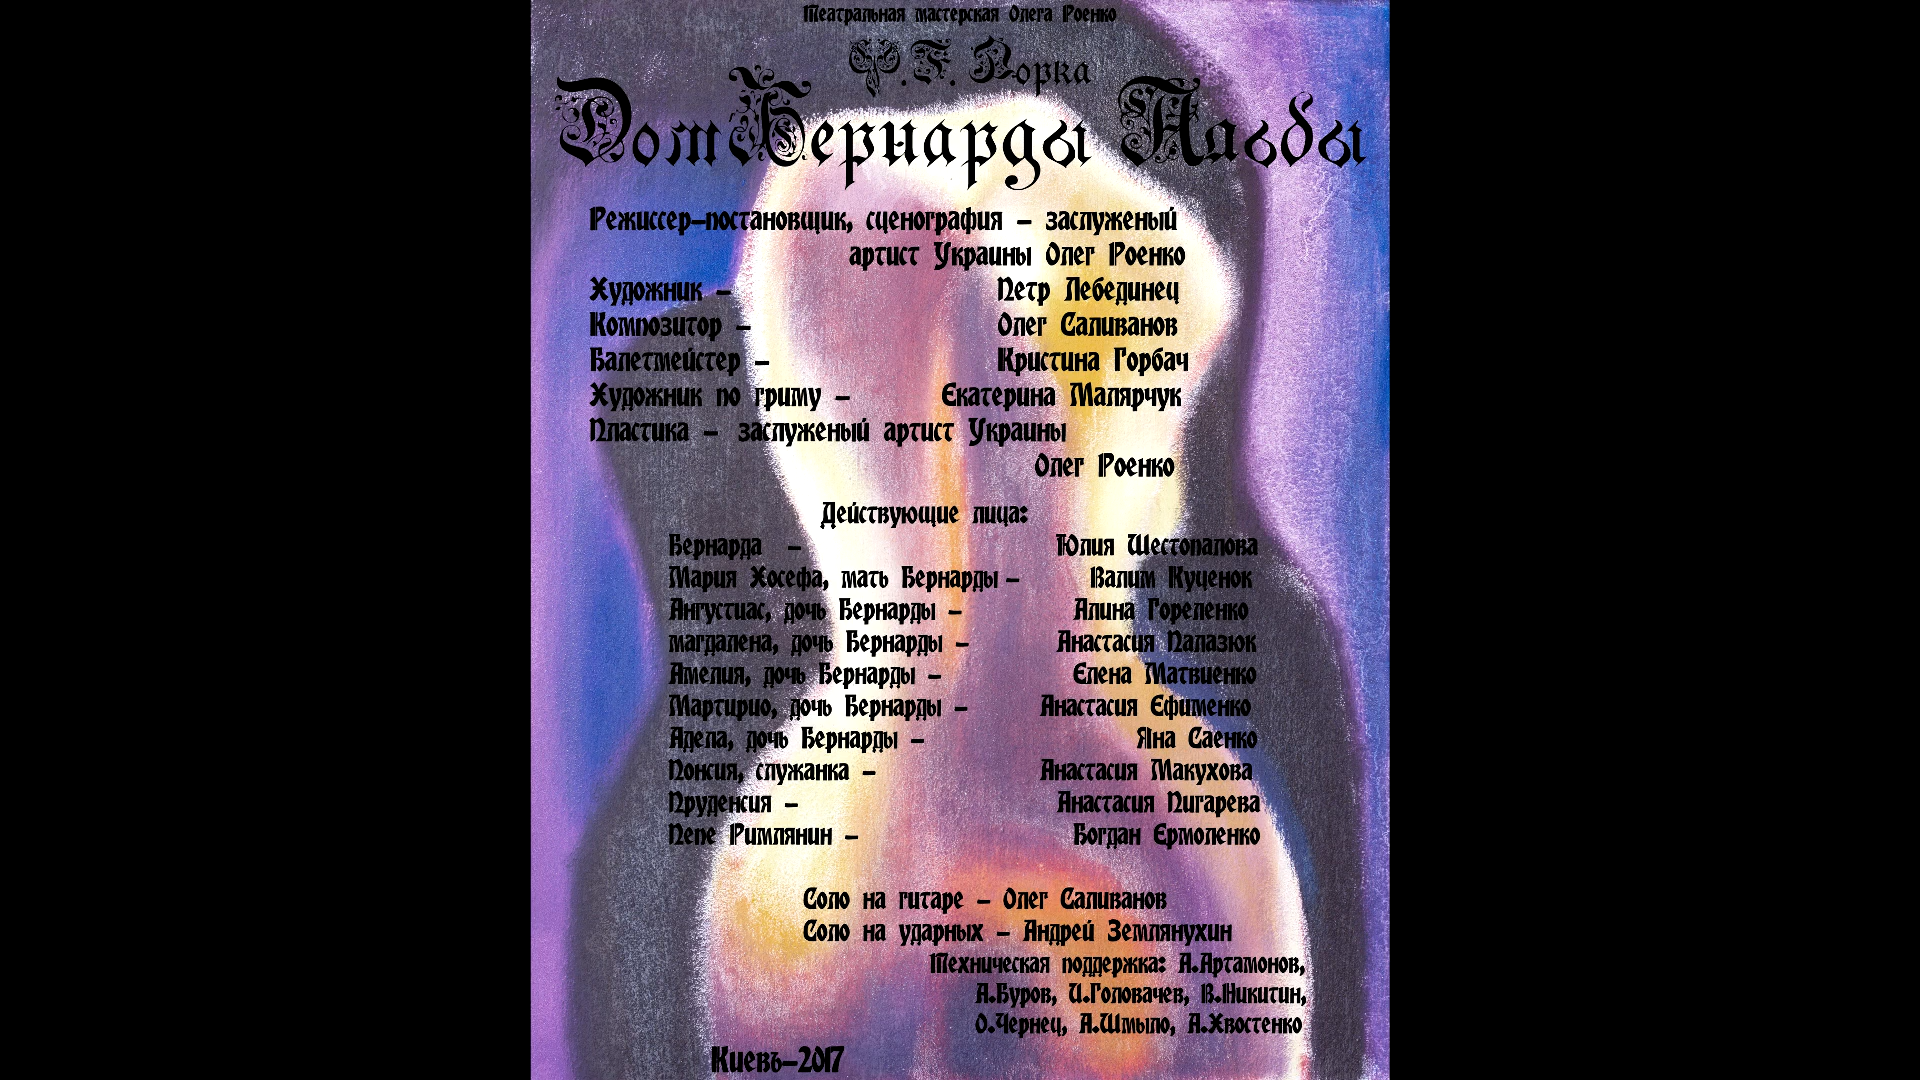 Театральная мастерская Олега Роенко
Ф.Г. Лорка
Дом Бернарды Альбы
Режиссер-постановщик, сценография - заслуженый
артист Украины Олег Роенко
Художник - Петр Лебединец
Композитор - Олег Саливанов
Балетмейстер - Кристина Горбач
Художник по гриму - Екатерина Малярчук
Пластика - заслуженый артист Украины
Олег Роенко
Действующие лица:
Бернарда - Юлия Шестопалова
Мария Хосефа, мать Бернарды - Валим Куценок
Ангустиас, дочь Бернарды - Алина Гореленко
магдалена, дочь Бернарды - Анастасия Палазюк
Амелия, дочь Бернарды - Елена Матвиенко
Мартирио, дочь Бернарды - Анастасия Ефименко
Адела, дочь Бернарды - Яна Саенко
Понсия, служанка - Анастасия Макухова
Пруденсия - Анастасия Пигарева
Пепе Римлянин - Богдан Ермоленко
Соло на гитаре - Олег Саливанов
Соло на ударных - Андрей Землянухин
Техническая поддержка: А.Артамонов,
А.Буров, И.Головачев, В.Никитин,
О.Чернец, А.Шмыло, А.Хвостенко
Киевъ-2017